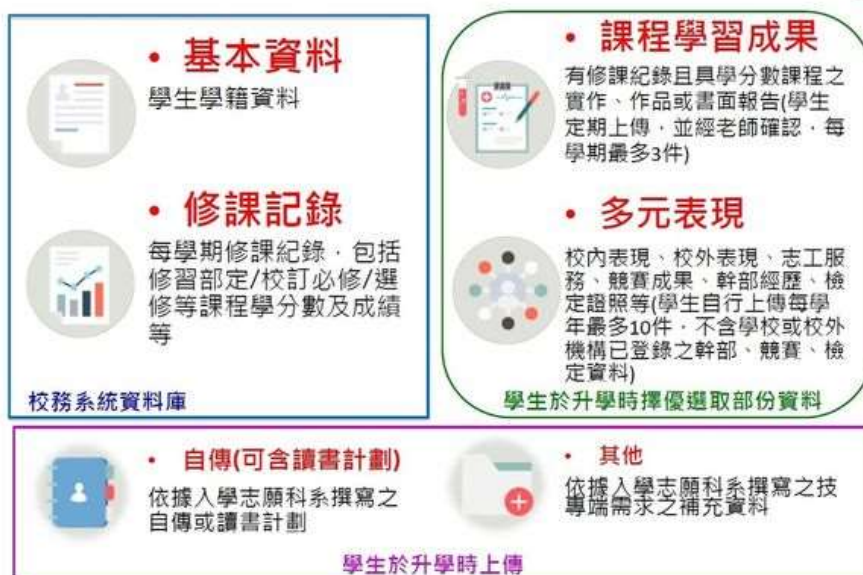 • 基本資料
學生學籍資料
• 修課記錄
每學期修課紀錄，包括
修習部定/校訂必修/選
修等課程學分數及成績
等
校務系統資料庫
• 課程學習成果
有修課紀錄且具學分數課程之
實作、作品或書面報告(學生
定期上傳，並經老師確認，每
學期最多3件)
• 多元表現
校內表現、校外表現、志工服
務、競賽成果、幹部經歷、檢
定證照等(學生自行上傳每學
年最多10件，不含學校或校外
機構已登錄之幹部、競賽、檢
定資料)
學生於升學時擇優選取部份資料
• 自傳(可含讀書計劃)
依據入學志願科系撰寫之
自傳或讀書計劃
• 其他
依據入學志願科系撰寫之技
專端需求之補充資料
學生於升學時上傳